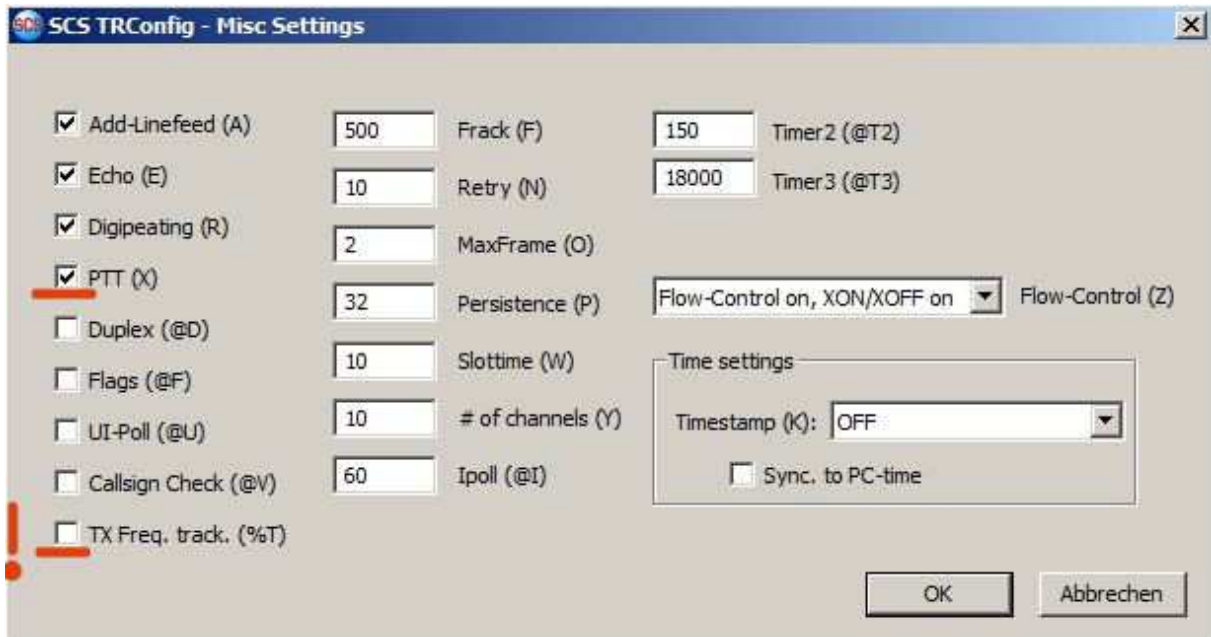 SCS SCS TRConfig - Misc Settings
Add-Linefeed (A)
Echo (E)
Digipeating (R)
PTT (X)
Duplex (@D)
Flags (@F)
UI-Poll (@U)
Callsign Check (@V)
TX Freq. track. (%T)
500 Frack (F)
10 Retry (N)
2 MaxFrame (O)
32 Persistence (P)
10 Slottime (W)
10 # of channels (Y)
60 Ipoll (@I)
150 Timer2 (@T2)
18000 Timer3 (@T3)
Flow-Control on, XON/XOFF on Flow-Control (Z)
Time settings
Timestamp (K): OFF
Sync. to PC-time
!
OK Abbrechen